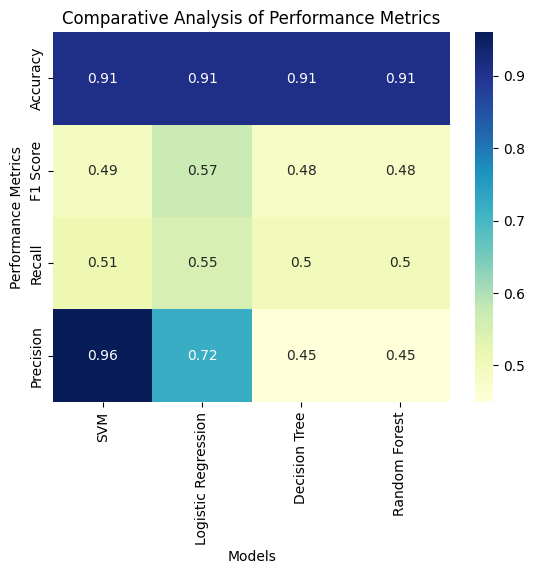 Comparative Analysis of Performance Metrics
Performance Metrics
Accuracy 0.91 0.91 0.91 0.91
F1 Score 0.49 0.57 0.48 0.48
Recall 0.51 0.55 0.5 0.5
Precision 0.96 0.72 0.45 0.45
SVM Logistic Regression Decision Tree Random Forest
Models
0.9
0.8
0.7
0.6
0.5